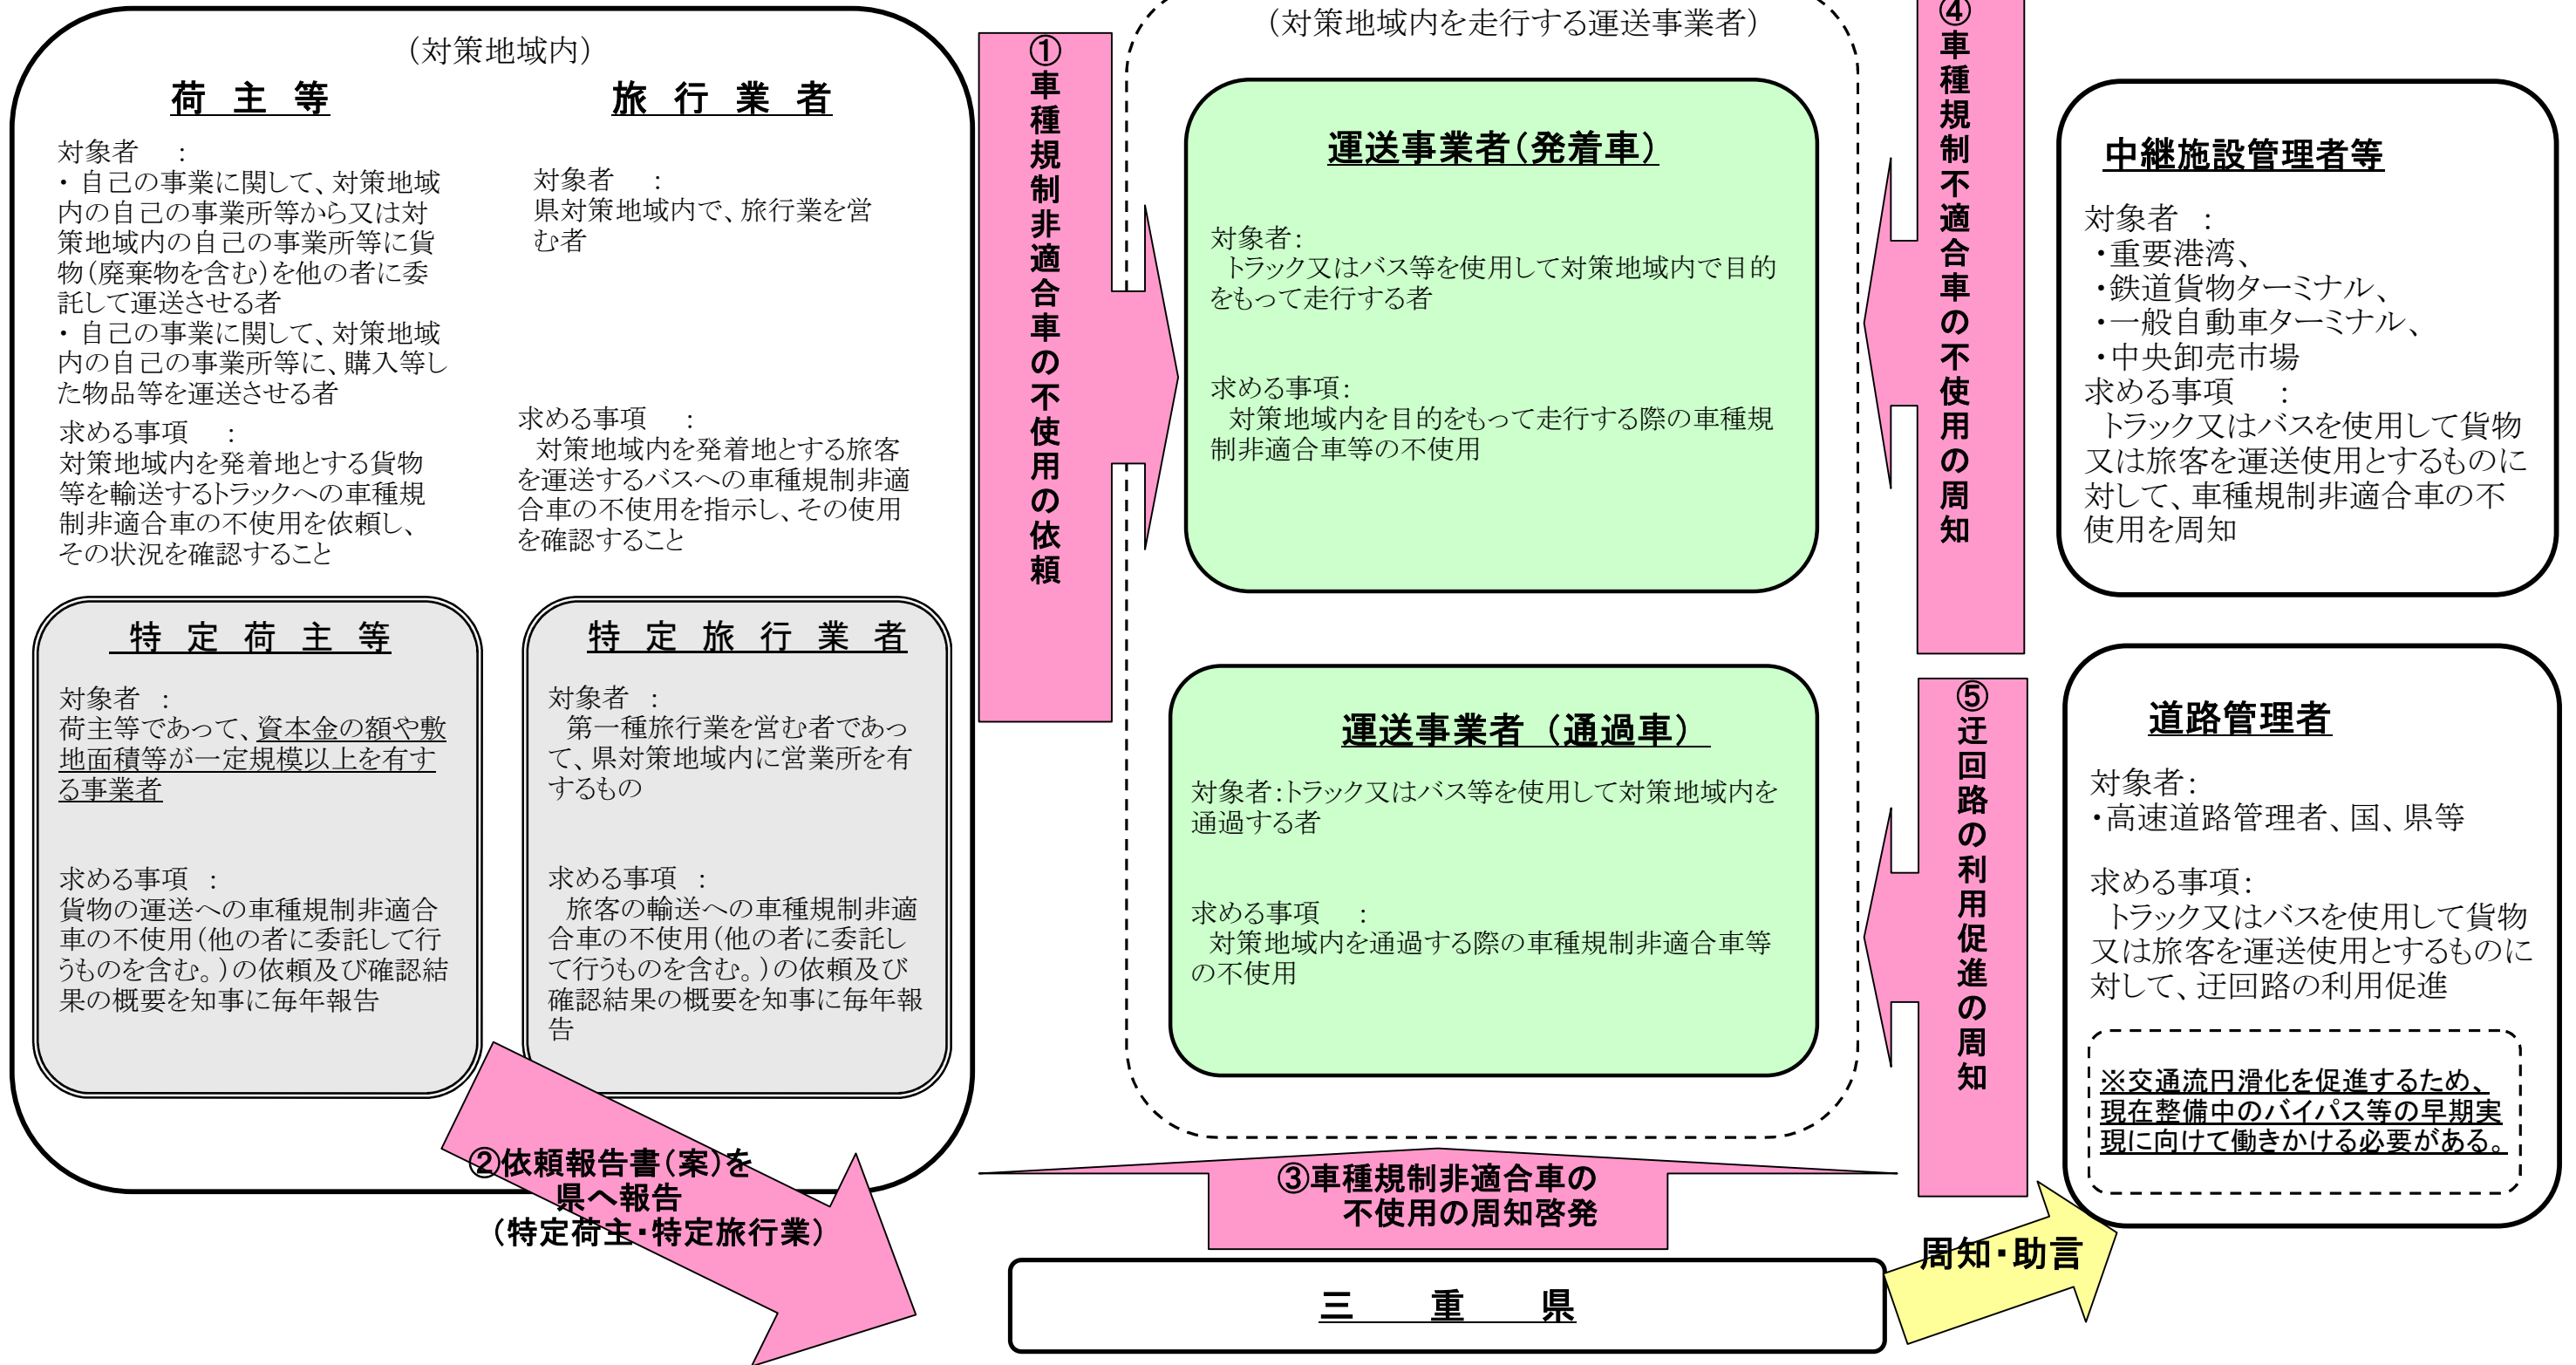 (対策地域内)
荷主等
対象者 :
・ 自己の事業に関して、対策地域
内の自己の事業所等から又は対
策地域内の自己の事業所等に貨
物(廃棄物を含む)を他の者に委
託して運送させる者
・ 自己の事業に関して、対策地域
内の自己の事業所等に、購入等し
た物品等を運送させる者
求める事項 :
対策地域内を発着地とする貨物
等を輸送するトラックへの車種規
制非適合車の不使用を依頼し、
その状況を確認すること
旅行業者
対象者 :
県対策地域内で、旅行業を営
む者
求める事項 :
対策地域内を発着地とする旅客
を運送するバスへの車種規制非適
合車の不使用を指示し、その使用
を確認すること
特定荷主等
対象者 :
荷主等であって、資本金の額や敷
地面積等が一定規模以上を有す
る事業者
求める事項 :
貨物の運送への車種規制非適合
車の不使用(他の者に委託して行
うものを含む。)の依頼及び確認結
果の概要を知事に毎年報告
特定旅行業者
対象者 :
第一種旅行業を営む者であっ
て、県対策地域内に営業所を有
するもの
求める事項 :
旅客の輸送への車種規制非適
合車の不使用(他の者に委託し
て行うものを含む。)の依頼及び
確認結果の概要を知事に毎年報
告
①車種規制非適合車の不使用の依頼
②依頼報告書(案)を
県へ報告
(特定荷主・特定旅行業)
(対策地域内を走行する運送事業者)
運送事業者(発着車)
対象者:
トラック又はバス等を使用して対策地域内で目的
をもって走行する者
求める事項:
対策地域内を目的をもって走行する際の車種規
制非適合車等の不使用
運送事業者 (通過車)
対象者:トラック又はバス等を使用して対策地域内を
通過する者
求める事項 :
対策地域内を通過する際の車種規制非適合車等
の不使用
③車種規制非適合車の
不使用の周知啓発
三重県
④車種規制不適合車の不使用の周知
⑤迂回路の利用促進の周知
中継施設管理者等
対象者 :
・重要港湾、
・鉄道貨物ターミナル、
・一般自動車ターミナル、
・中央卸売市場
求める事項 :
トラック又はバスを使用して貨物
又は旅客を運送使用とするものに
対して、車種規制非適合車の不
使用を周知
道路管理者
対象者:
・高速道路管理者、国、県等
求める事項:
トラック又はバスを使用して貨物
又は旅客を運送使用とするものに
対して、迂回路の利用促進
※交通流円滑化を促進するため、
現在整備中のバイパス等の早期実
現に向けて働きかける必要がある。
周知・助言